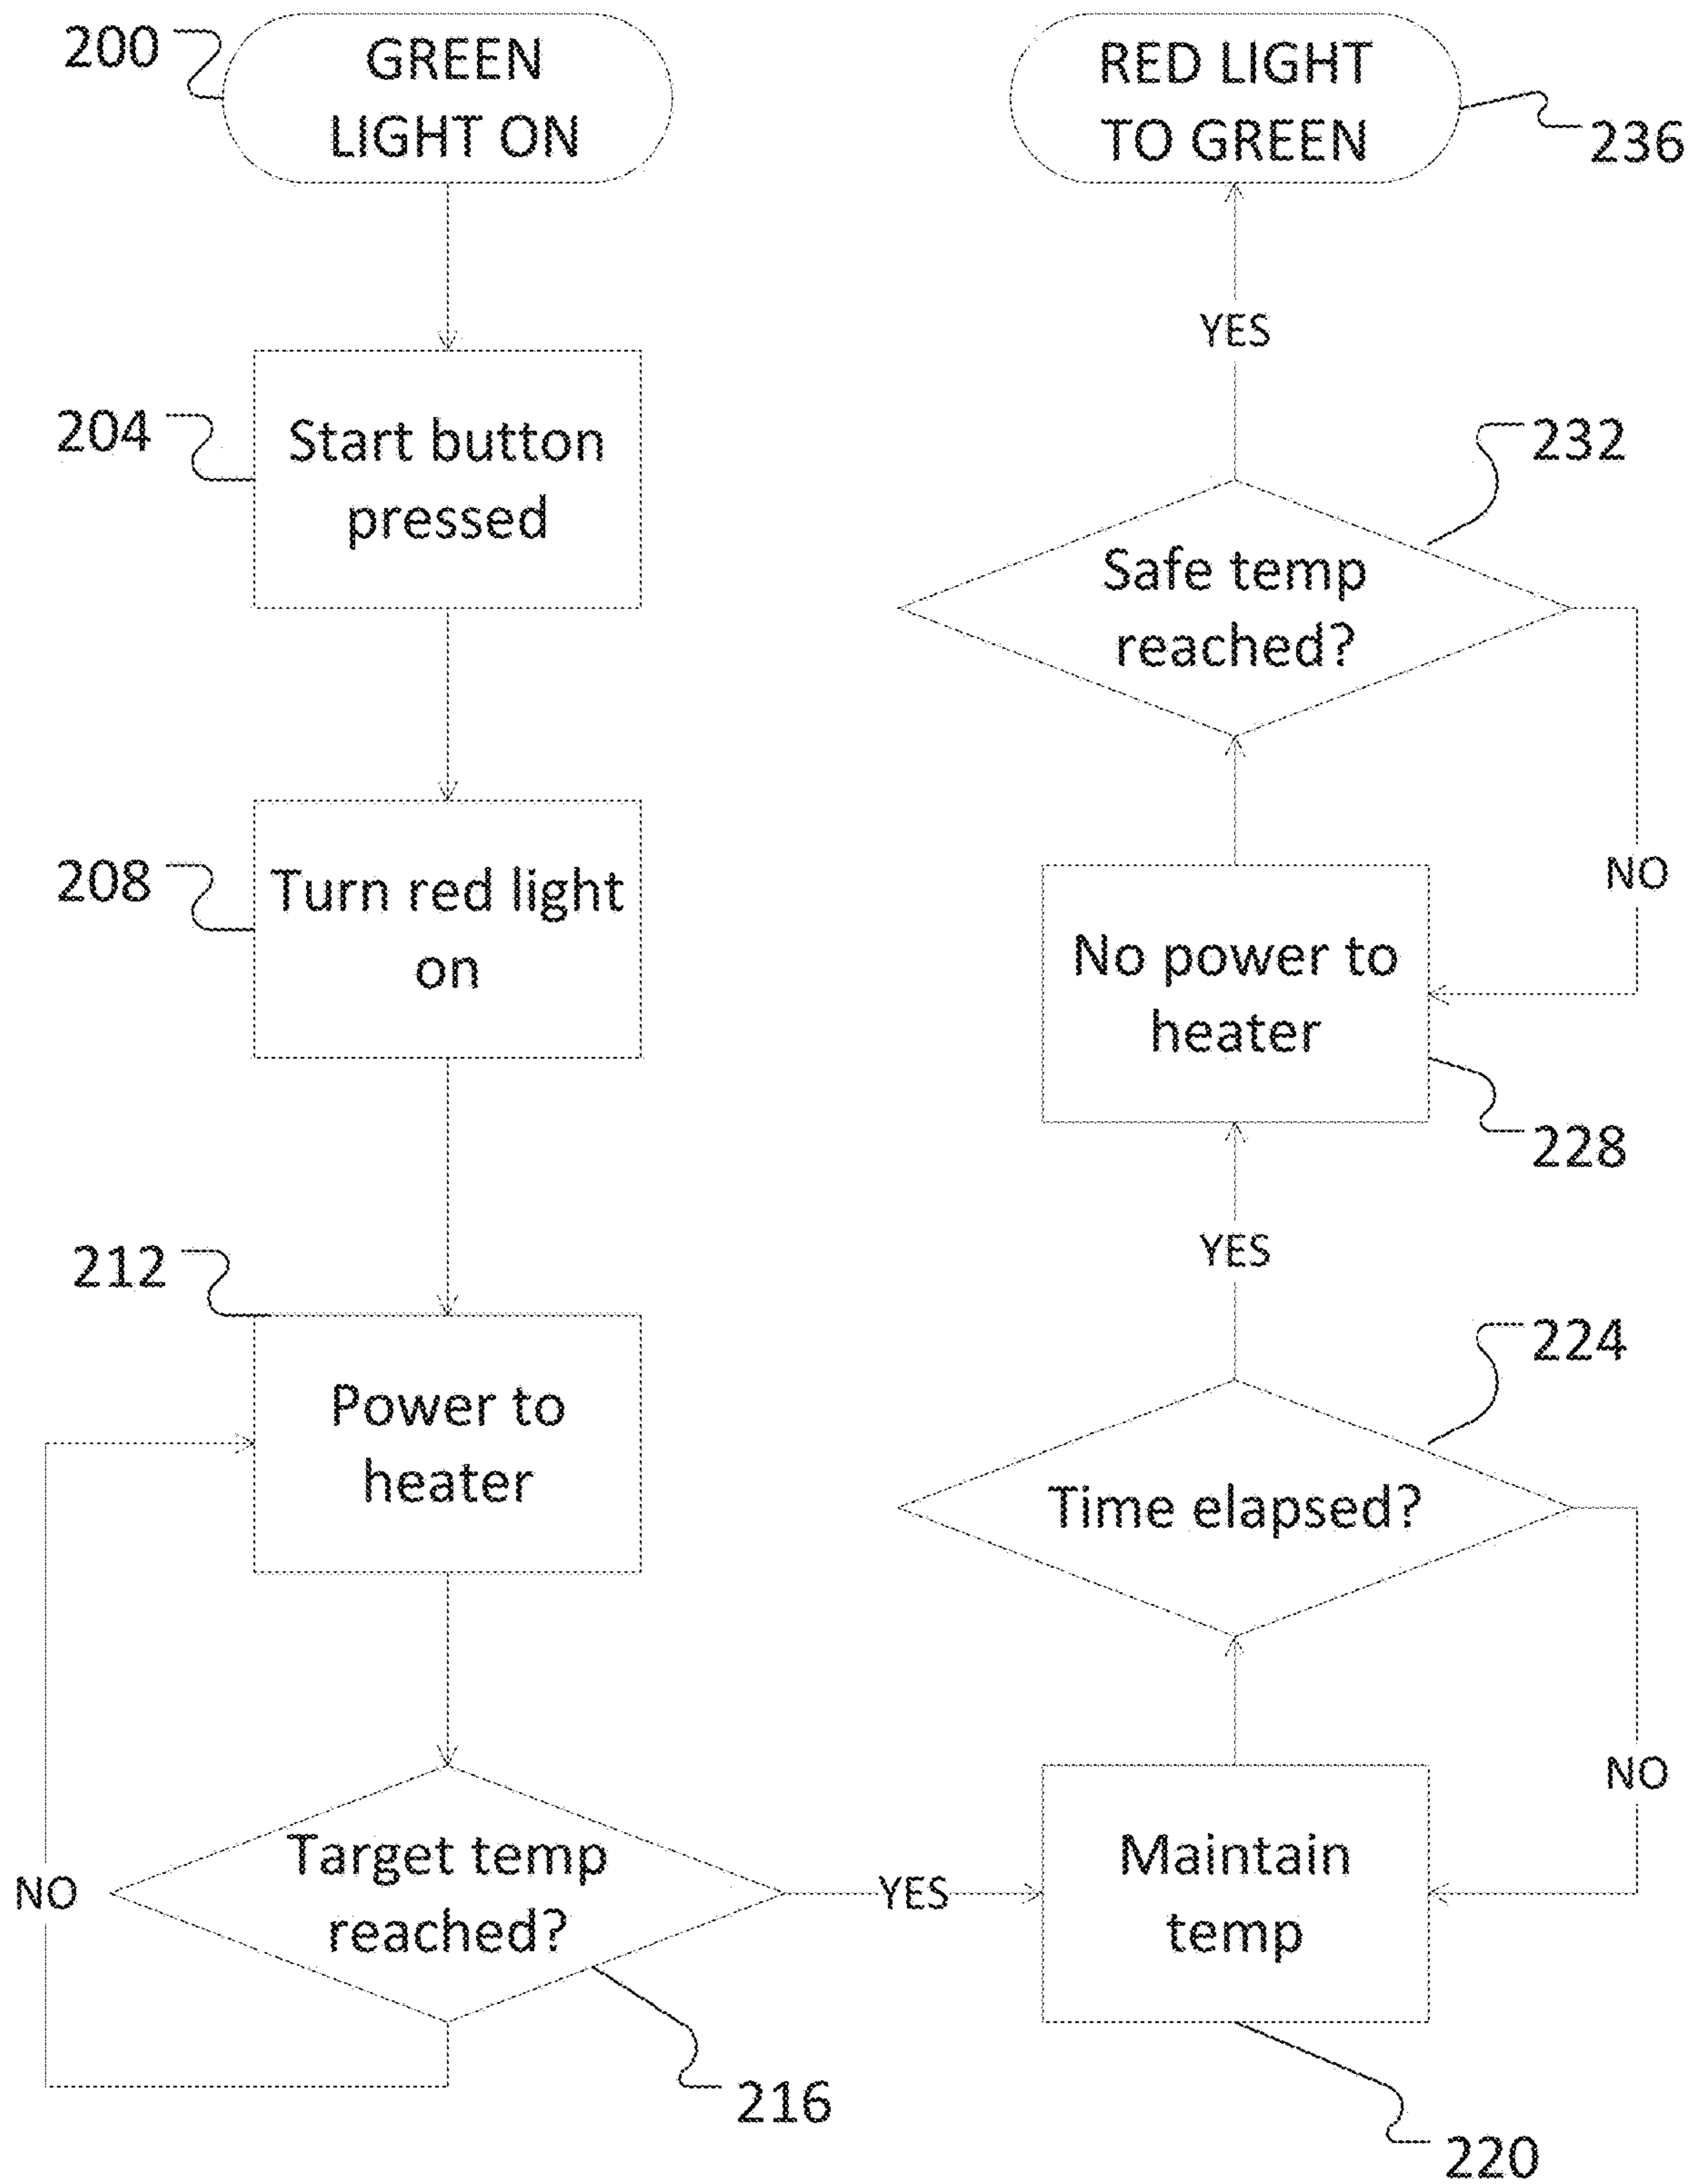 200
GREEN
LIGHT ON
204
Start button
pressed
208
Turn red light
on
212
Power to
heater
NO
Target temp
reached?
216
YES
RED LIGHT
TO GREEN
236
YES
232
Safe temp
reached?
NO
No power to
heater
228
YES
224
Time elapsed?
NO
Maintain
temp
220